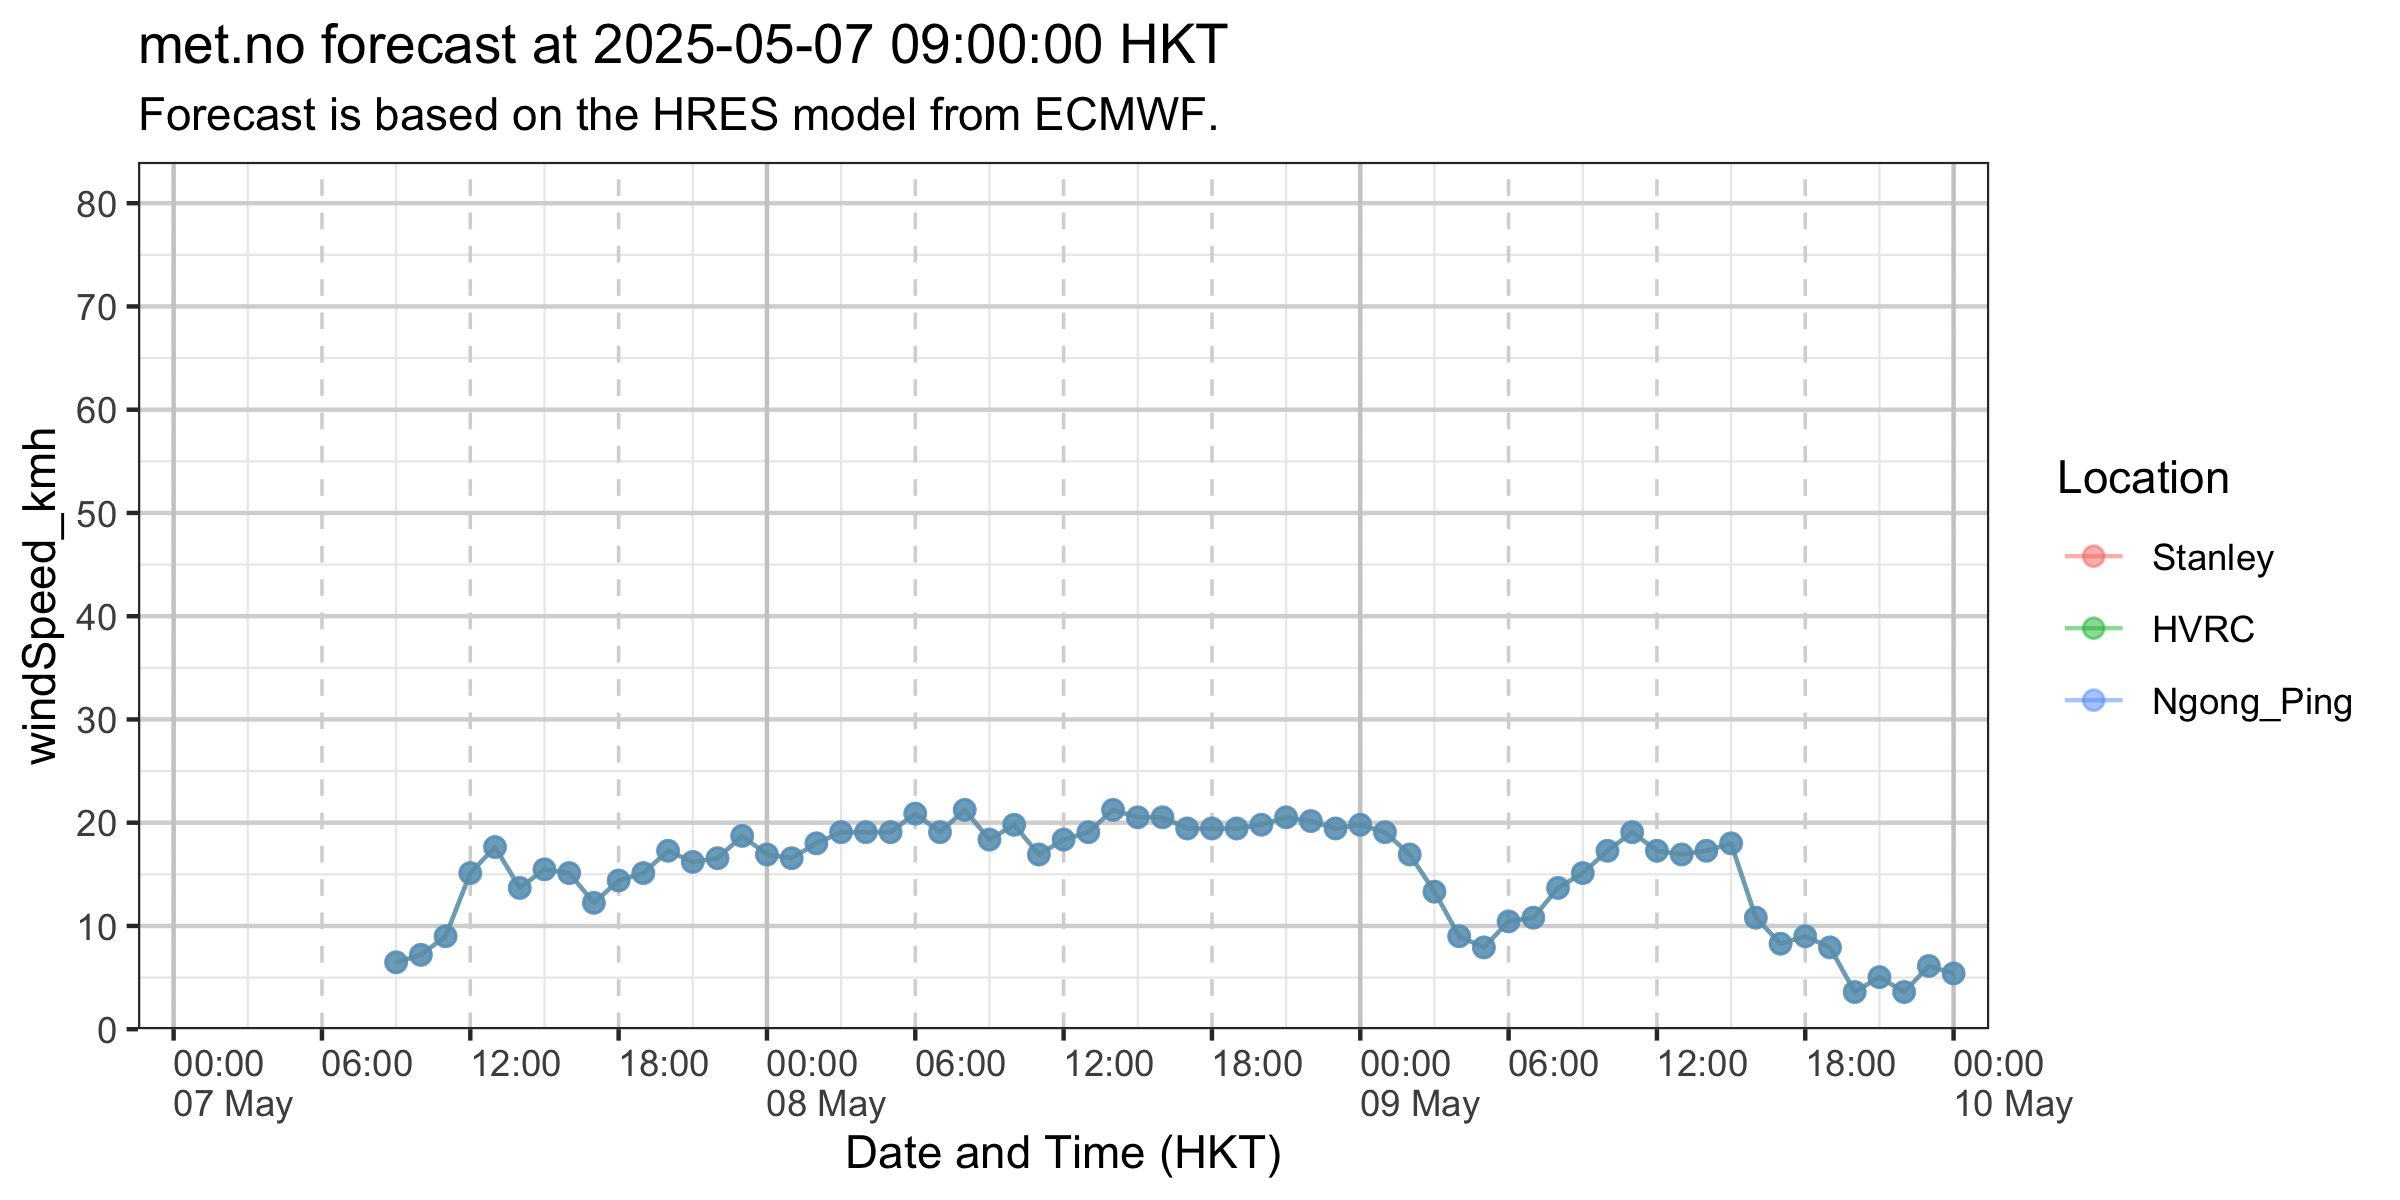 met.no forecast at 2025-05-07 09:00:00 HKT
Forecast is based on the HRES model from ECMWF.
windSpeed_kmh
80
70
60
50
40
30
20
10
0
00:00 06:00 12:00 18:00 00:00 06:00 12:00 18:00 00:00 06:00 12:00 18:00 00:00
07 May 08 May 09 May 10 May
Date and Time (HKT)
Location
Stanley
HVRC
Ngong_Ping